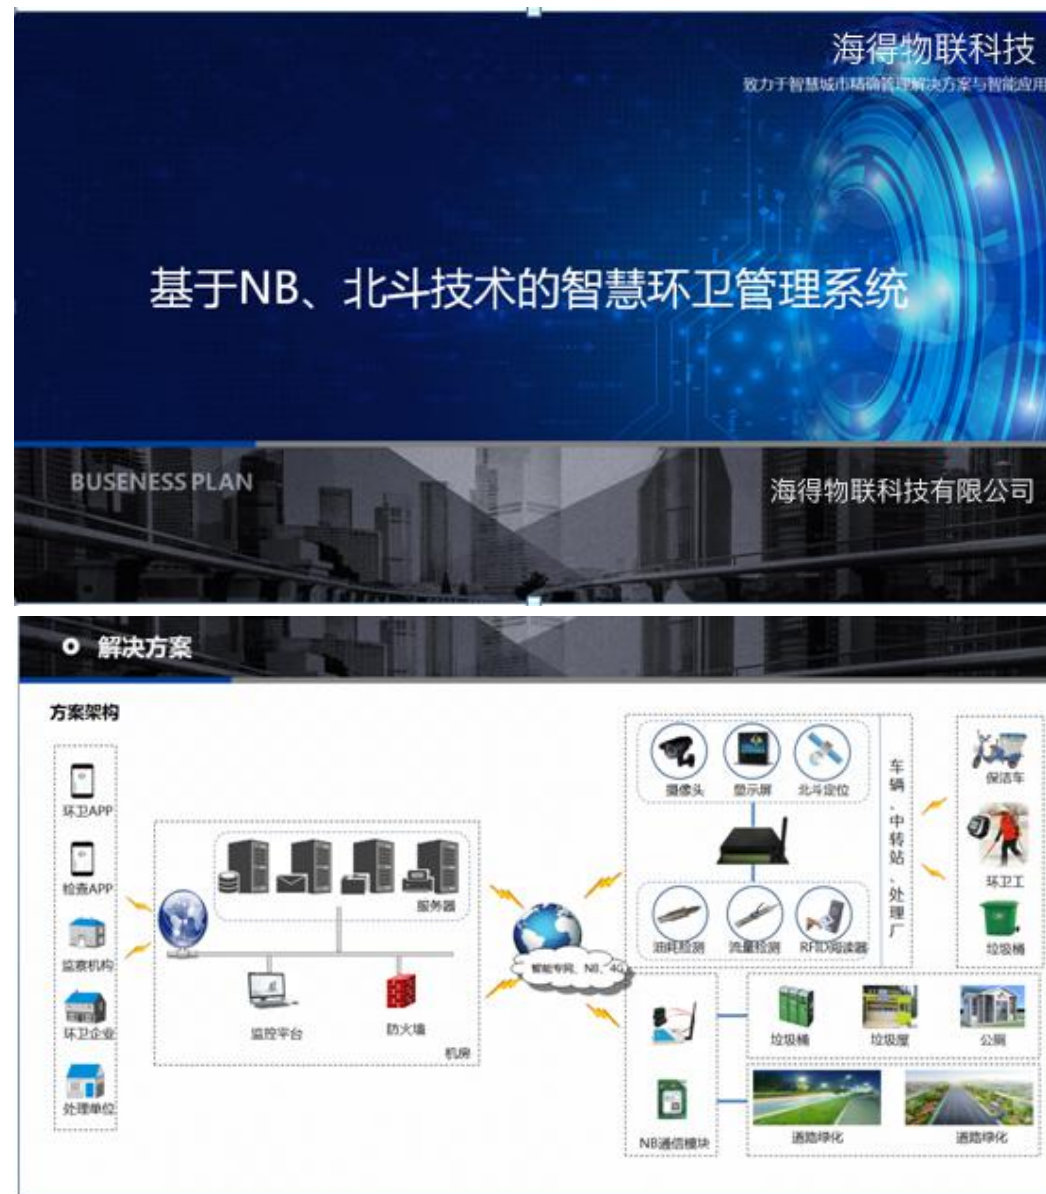 海得物联科技
致力于智慧城市精确管理解决方案与智能应用
基于NB、北斗技术的智慧环卫管理系统
BUSENESS PLAN
海得物联科技有限公司
解决方案
方案架构
环卫APP
检查APP
监察机构
环卫企业
处理单位
服务器
监控平台
防火墙
机房
智能专网、NB、4G
摄像头
显示屏
北斗定位
油耗检测
流量检测
RFID阅读器
车辆、中转站、处理厂
保洁车
环卫工
垃圾桶
NB通信模块
垃圾桶
垃圾屋
公厕
道路绿化
道路绿化